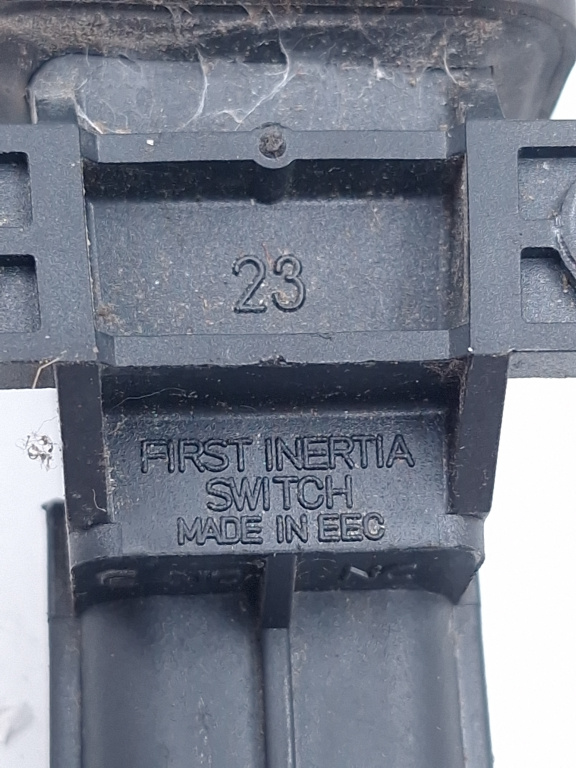 23
FIRST INERTIA
SWITCH
MADE IN EEC